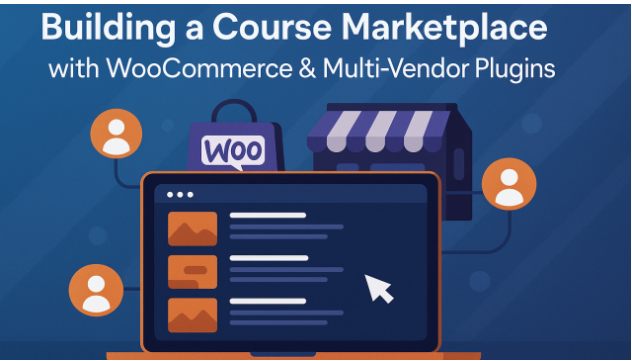 Building a Course Marketplace
with WooCommerce & Multi-Vendor Plugins
WOO